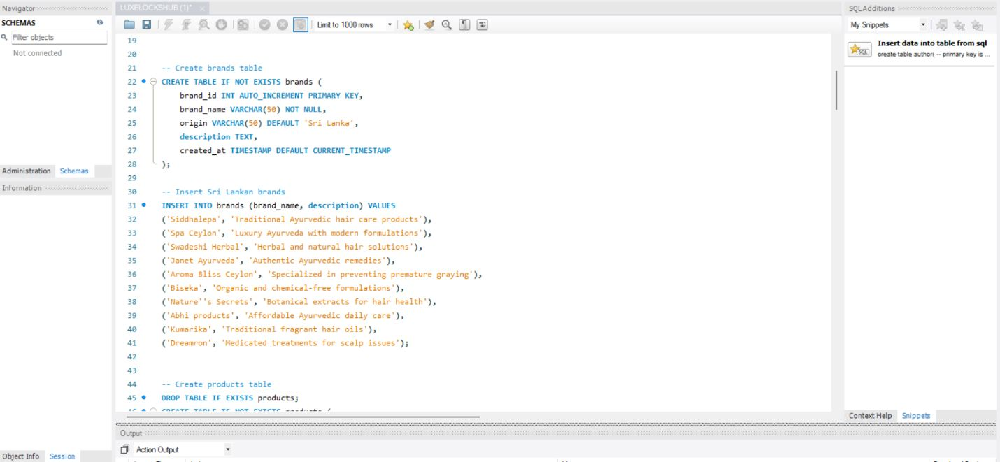 Navigator
SCHEMAS
Filter objects
Not connected
Administration
Schemas
Information
Object Info
Session
LUXELOCKSHUB (1)*
Limit to 1000 rows
19
20
21 -- Create brands table
22 CREATE TABLE IF NOT EXISTS brands (
23 brand_id INT AUTO_INCREMENT PRIMARY KEY,
24 brand_name VARCHAR(50) NOT NULL,
25 origin VARCHAR(50) DEFAULT 'Sri Lanka',
26 description TEXT,
27 created_at TIMESTAMP DEFAULT CURRENT_TIMESTAMP
28 );
29
30 -- Insert Sri Lankan brands
31 INSERT INTO brands (brand_name, description) VALUES
32 ('Siddhalepa', 'Traditional Ayurvedic hair care products'),
33 ('Spa Ceylon', 'Luxury Ayurveda with modern formulations'),
34 ('Swadeshi Herbal', 'Herbal and natural hair solutions'),
35 ('Janet Ayurveda', 'Authentic Ayurvedic remedies'),
36 ('Aroma Bliss Ceylon', 'Specialized in preventing premature graying'),
37 ('Biseka', 'Organic and chemical-free formulations'),
38 ('Nature''s Secrets', 'Botanical extracts for hair health'),
39 ('Abhi products', 'Affordable Ayurvedic daily care'),
40 ('Kumarika', 'Traditional fragrant hair oils'),
41 ('Dreamron', 'Medicated treatments for scalp issues');
42
43
44 -- Create products table
45 DROP TABLE IF EXISTS products;
46 CREATE TABLE IF NOT EXISTS products (
Output
Action Output
SQLAdditions
My Snippets
SQL
Insert data into table from sql
create table author( -- primary key is ...
Context Help
Snippets